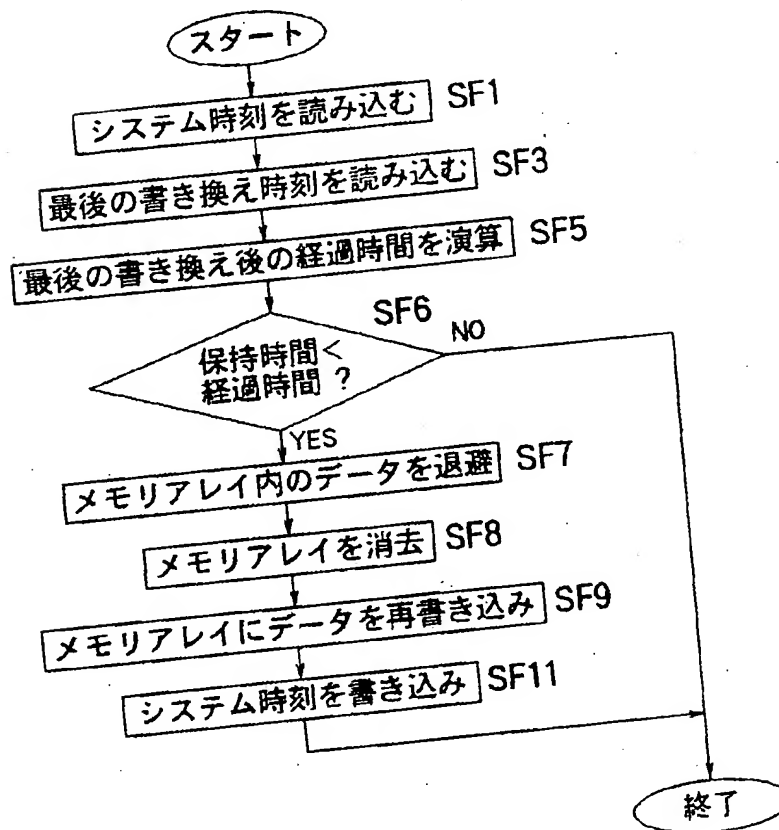 スタート
システム時刻を読み込む SF1
最後の書き換え時刻を読み込む SF3
最後の書き換え後の経過時間を演算 SF5
SF6
NO
保持時間<
経過時間?
YES
メモリアレイ内のデータを退避 SF7
メモリアレイを消去 SF8
メモリアレイにデータを再書き込み SF9
システム時刻を書き込み SF11
終了